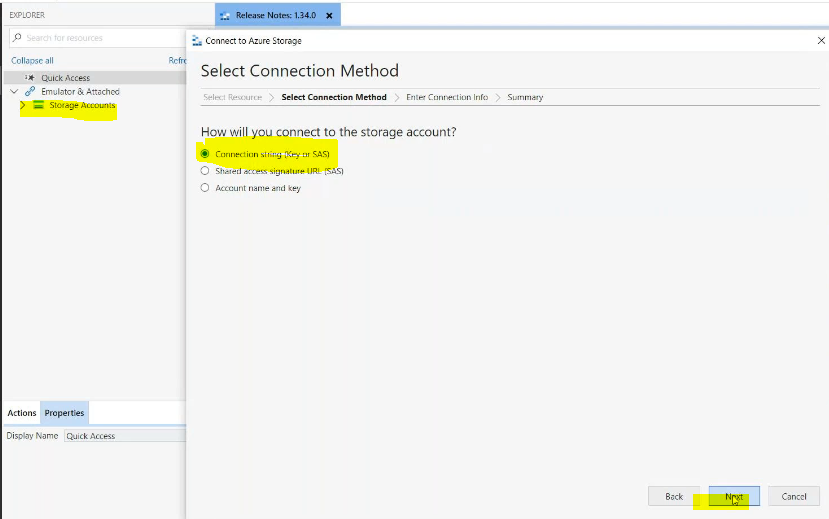 EXPLORER
Release Notes: 1.34.0
Search for resources
Collapse all
Refre
Quick Access
Emulator & Attached
Storage Accounts
Connect to Azure Storage
Select Connection Method
Select Resource > Select Connection Method > Enter Connection Info > Summary
How will you connect to the storage account?
Connection string (Key or SAS)
Shared access signature URL (SAS)
Account name and key
Actions Properties
Display Name Quick Access
Back Next Cancel